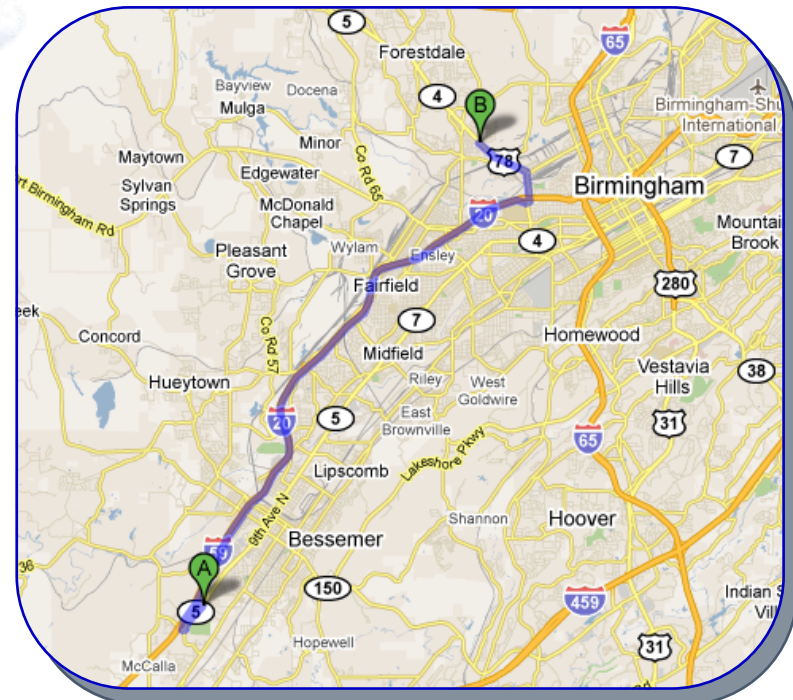 5
65
Forestdale
Bayview
Docena
4
B
Mulga
Birmingham-Shu
International
Minor
7
Maytown
Co Rd 65
78
Edgewater
Birmingham
Sylvan
Springs
rt Birmingham Rd
McDonald
Chapel
20
Mountai
Brook
4
Wylam
Ensley
Pleasant
Grove
280
Fairfield
eek
7
Concord
Co Rd 57
Homewood
Midfield
Vestavia
Hills
38
Hueytown
Riley
West
Goldwire
20
5
East
Brownville
31
65
Lakeshore Pkwy
Lipscomb
9th Ave N
Shannon
Hoover
Bessemer
59
36
A
150
459
Indian S
Vill
5
Hopewell
31
McCalla